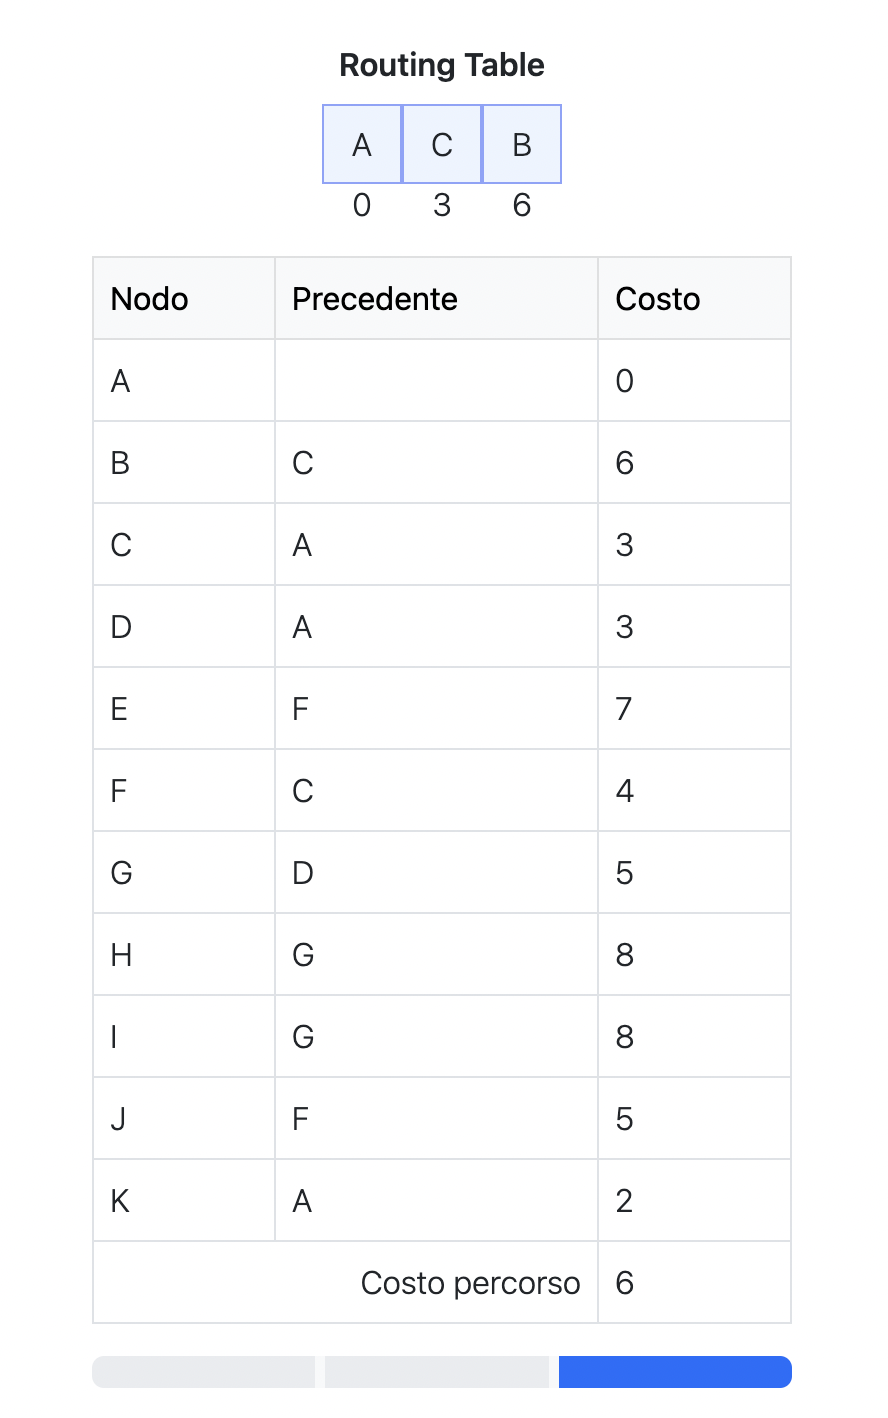 Routing Table
A C B
0 3 6
Nodo Precedente Costo
A 0
B C 6
C A 3
D A 3
E F 7
F C 4
G D 5
H G 8
I G 8
J F 5
K A 2
Costo percorso 6